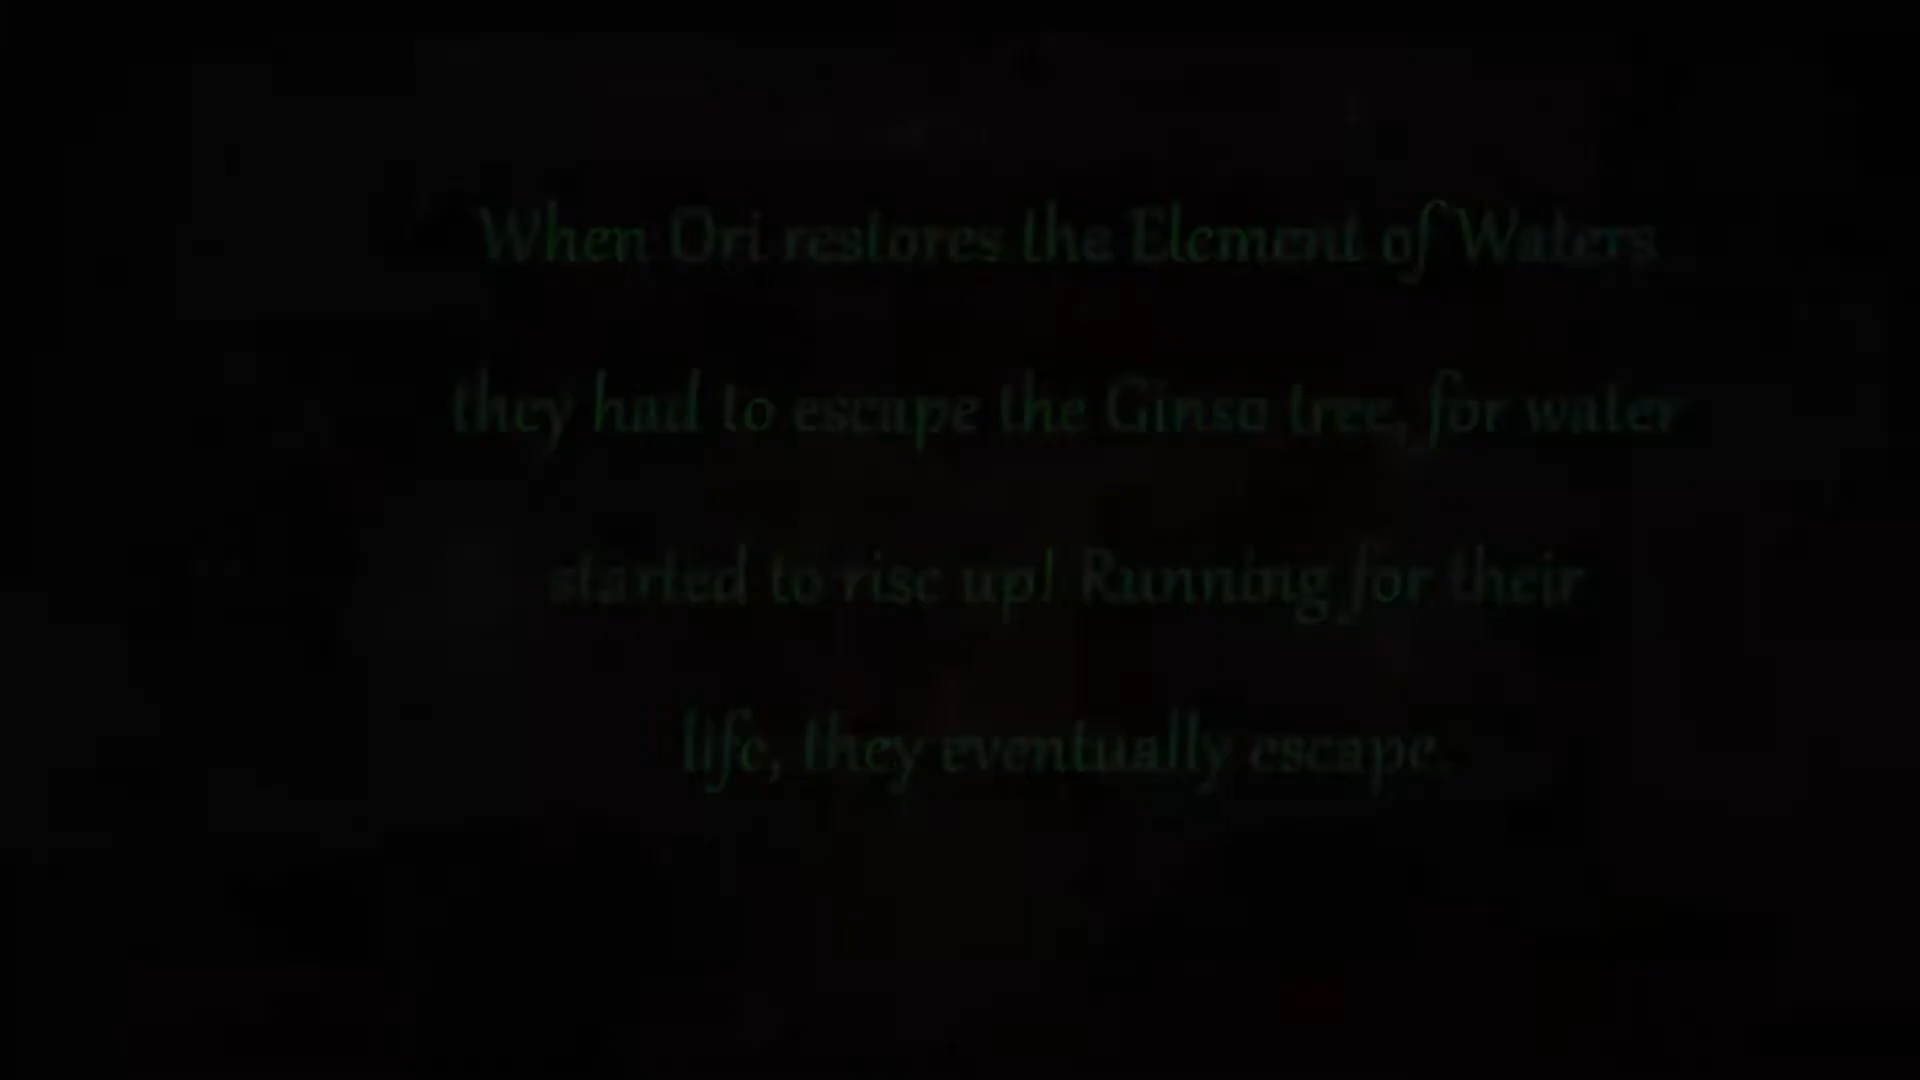 When Ori restores the Element of Waters
they had to escape the Ginso tree, for water
started to rise up! Running for their
life, they eventually escape.